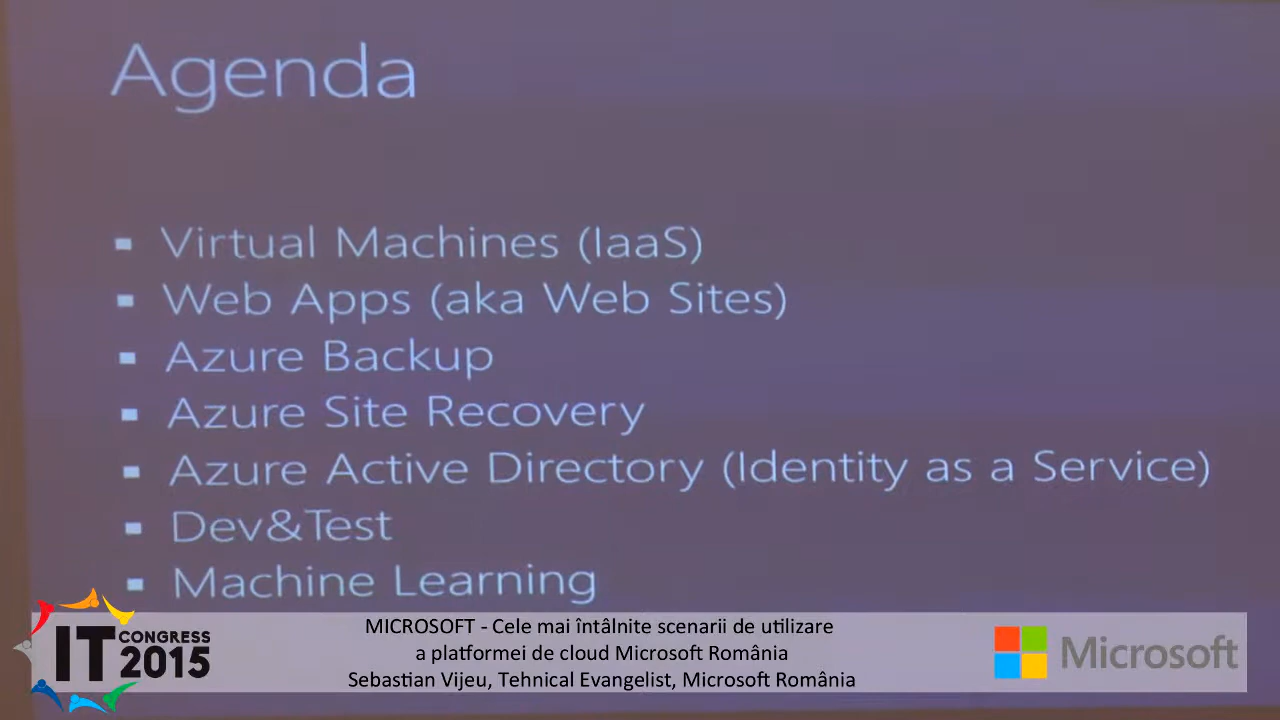 Agenda
▪ Virtual Machines (IaaS)
▪ Web Apps (aka Web Sites)
▪ Azure Backup
▪ Azure Site Recovery
▪ Azure Active Directory (Identity as a Service)
▪ Dev&Test
▪ Machine Learning
IT CONGRESS 2015
MICROSOFT - Cele mai întâlnite scenarii de utilizare
a platformei de cloud Microsoft România
Sebastian Vijeu, Tehnical Evangelist, Microsoft România
Microsoft